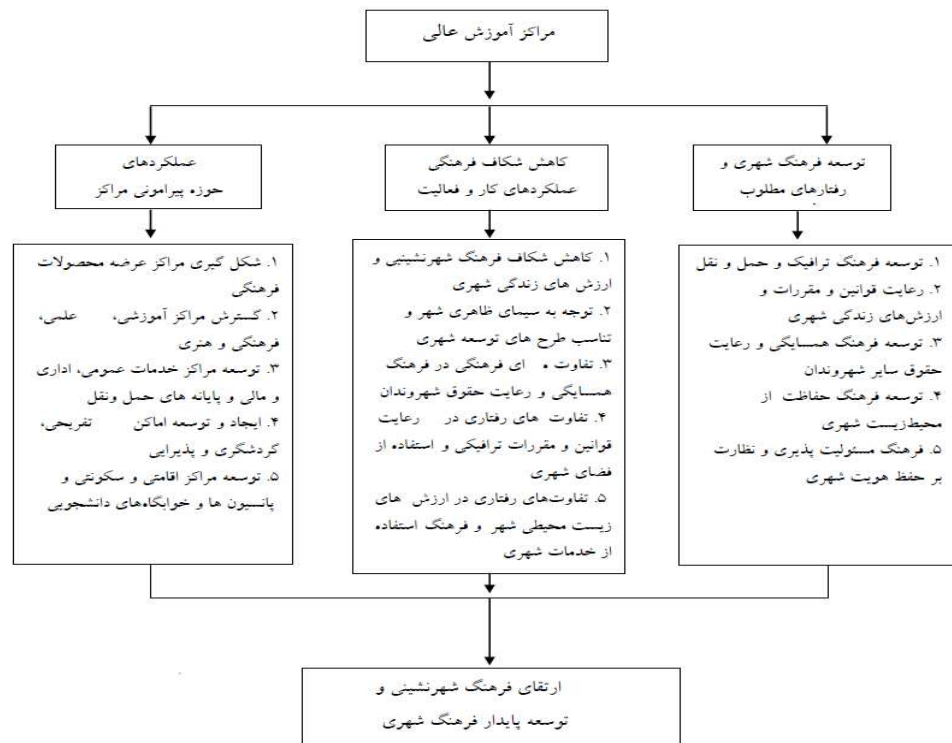 مراکز آموزش عالی
توسعه فرهنگ شهری و
رفتارهای مطلوب
کاهش شکاف فرهنگی
عملکردهای کار و فعالیت
عملکردهای
حوزه پیرامونی مراکز
۱. توسعه فرهنگ ترافیک و حمل و نقل
۲. رعایت قوانین و مقررات و
ارزش‌های زندگی شهری
۳. توسعه فرهنگ همسایگی و رعایت
حقوق سایر شهروندان
۴. توسعه فرهنگ حفاظت از
محیط‌زیست شهری
۵. فرهنگ مسئولیت پذیری و نظارت
بر حفظ هویت شهری
۱. کاهش شکاف فرهنگ شهرنشینیی و
ارزش های زندگی شهری
۲. توجه به سیمای ظاهری شهر و
تناسب طرح های توسعه شهری
۳. تفاوت ه ای فرهنگی در فرهنگ
همسایگی و رعایت حقوق شهروندان
۴. تفاوت های رفتاری در رعایت
قوانین و مقررات ترافیکی و استفاده از
فضای شهری
۵. تفاوت‌های رفتاری در ارزش های
زیست محیطی شهر و فرهنگ استفاده
از خدمات شهری
۱. شکل گیری مراکز عرضه محصولات
فرهنگی
۲. گسترش مراکز آموزشی، علمی،
فرهنگی و هنری
۳. توسعه مراکز خدمات عمومی، اداری
و مالی و پایانه های حمل ونقل
۴. ایجاد و توسعه اماکن تفریحی،
گردشگری و پذیرایی
۵. توسعه مراکز اقامتی و سکونتی و
پانسیون ها و خوابگاه‌های دانشجویی
ارتقای فرهنگ شهرنشینی و
توسعه پایدار فرهنگ شهری